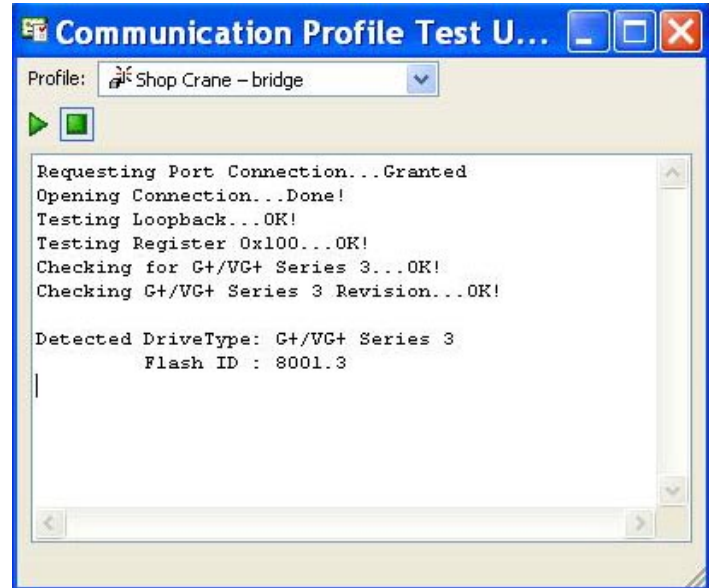 Communication Profile Test U...
Profile: Shop Crane – bridge
Requesting Port Connection...Granted
Opening Connection...Done!
Testing Loopback...OK!
Testing Register 0x100...OK!
Checking for G+/VG+ Series 3...OK!
Checking G+/VG+ Series 3 Revision...OK!
Detected DriveType: G+/VG+ Series 3
Flash ID : 8001.3